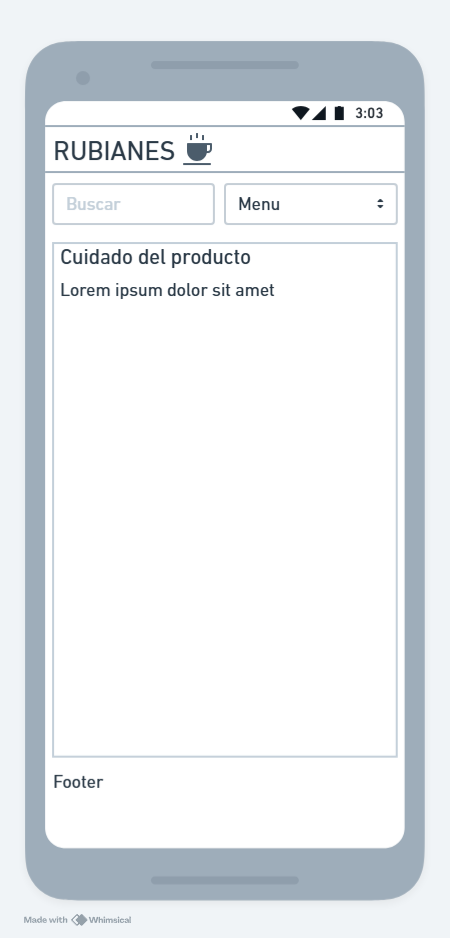 3:03
RUBIANES
Buscar
Menu
Cuidado del producto
Lorem ipsum dolor sit amet
Footer
Made with Whimsical